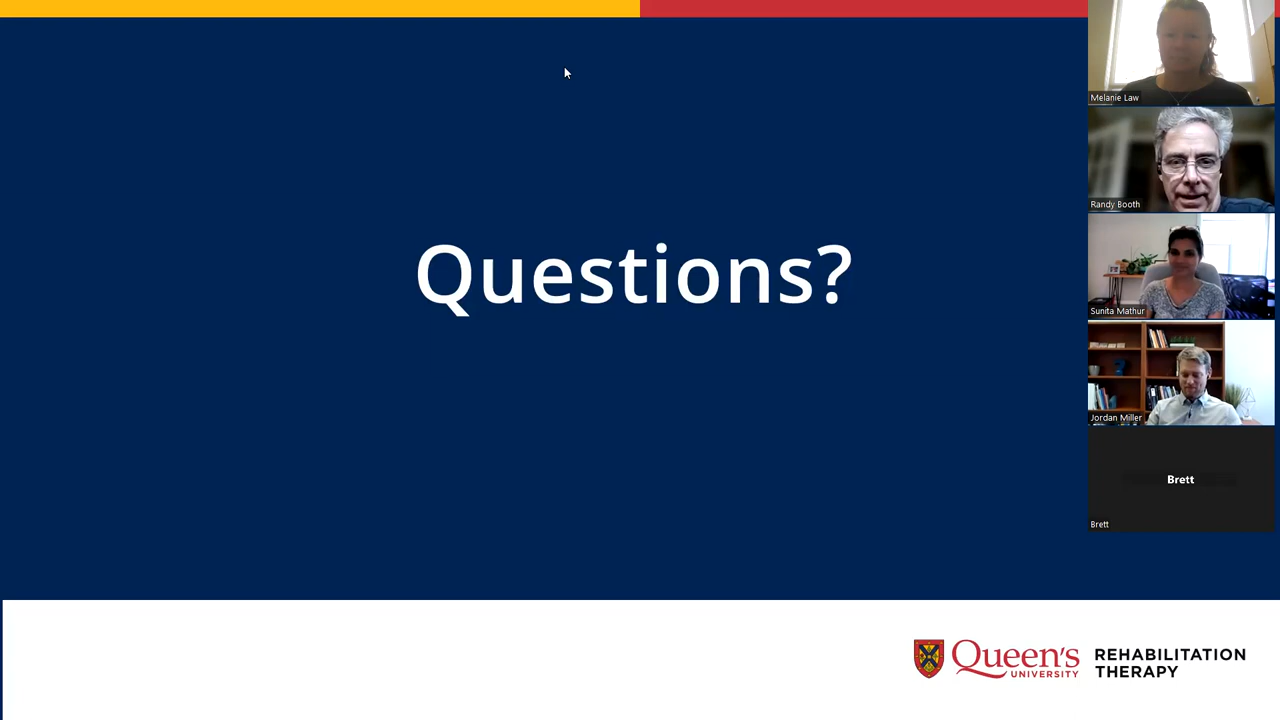 Questions?
Melanie Law
Randy Booth
Sunita Mathur
Jordan Miller
Brett
Brett
Queen's
UNIVERSITY
REHABILITATION
THERAPY